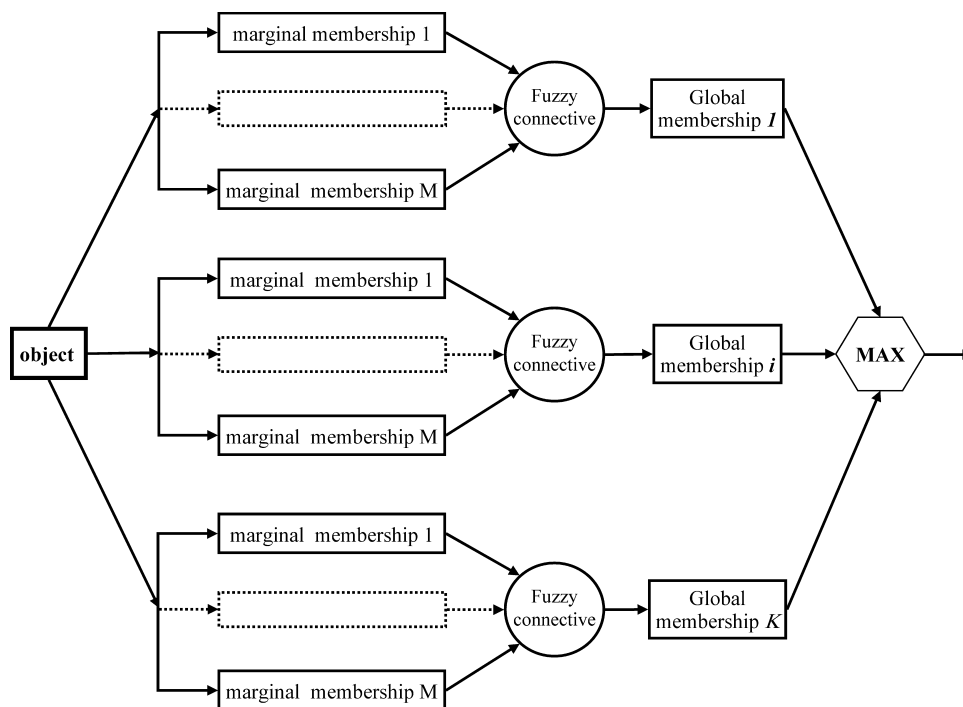 marginal membership 1
Fuzzy
connective
Global
membership 1
marginal membership M
marginal membership 1
object
Fuzzy
connective
Global
membership i
MAX
marginal membership M
marginal membership 1
Fuzzy
connective
Global
membership K
marginal membership M